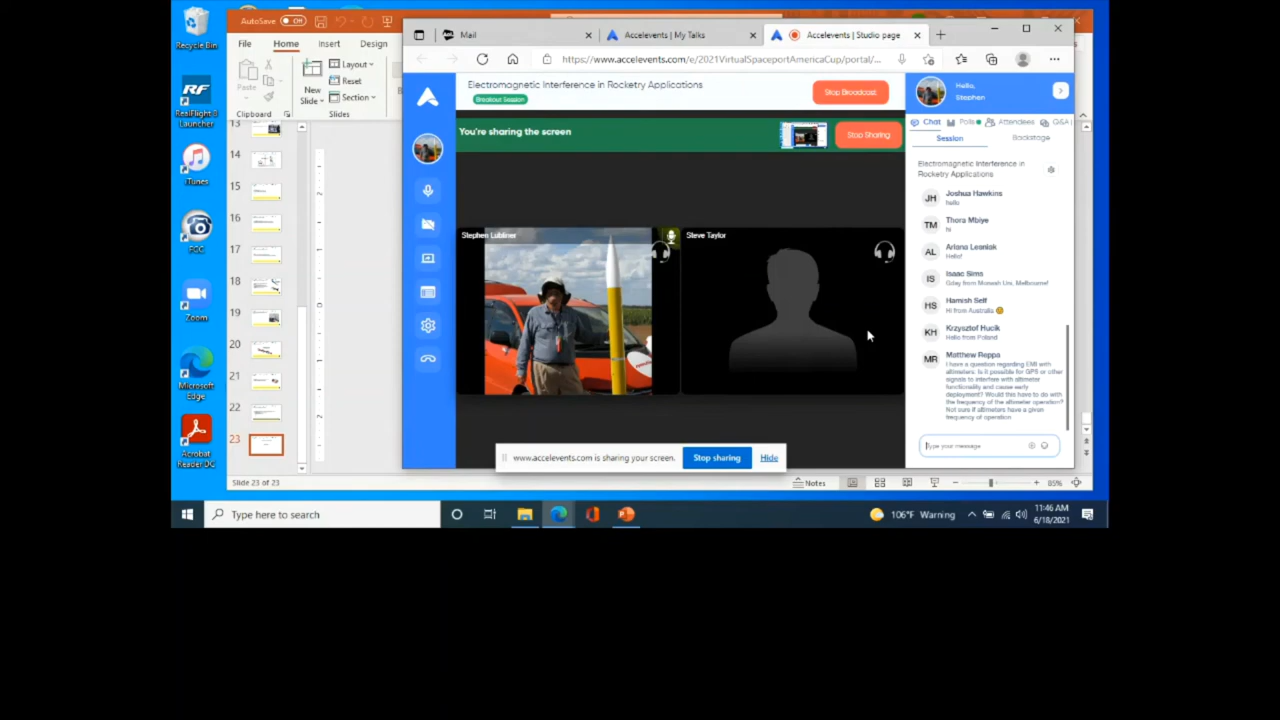 Recycle Bin
RealFlight 8
Launcher
iTunes
FCC
Zoom
Microsoft
Edge
Acrobat
Reader DC
AutoSave Off
File Home Insert Design
Paste
New
Slide
Layout
Reset
Section
Clipboard Slides
13
14
15
16
17
18
19
20
21
22
23
Slide 23 of 23
Notes
85%
Mail
Accelevents | My Talks
Accelevents | Studio page
https://www.accelevents.com/e/2021VirtualSpaceportAmericaCup/portal/...
Electromagnetic Interference in Rocketry Applications
Breakout Session
Stop Broadcast
You're sharing the screen
Stop Sharing
Stephen Lubliner
Steve Taylor
www.accelevents.com is sharing your screen.
Stop sharing
Hide
Hello,
Stephen
Chat Polls Attendees Q&A
Session Backstage
Electromagnetic Interference in
Rocketry Applications
JH Joshua Hawkins
hello
TM Thora Mbiye
hi
AL Ariana Lesniak
Hello!
IS Isaac Sims
Gday from Monash Uni, Melbourne!
HS Hamish Self
Hi from Australia
KH Krzysztof Hucik
Hello from Poland
MR Matthew Reppa
I have a question regarding EMI with
altimeters: Is it possible for GPS or other
signals to interfere with altimeter
functionality and cause early
deployment? Would this have to do with
the frequency of the altimeter operation?
Not sure if altimeters have a given
frequency of operation
Type your message
Type here to search
106°F Warning
11:46 AM
6/18/2021